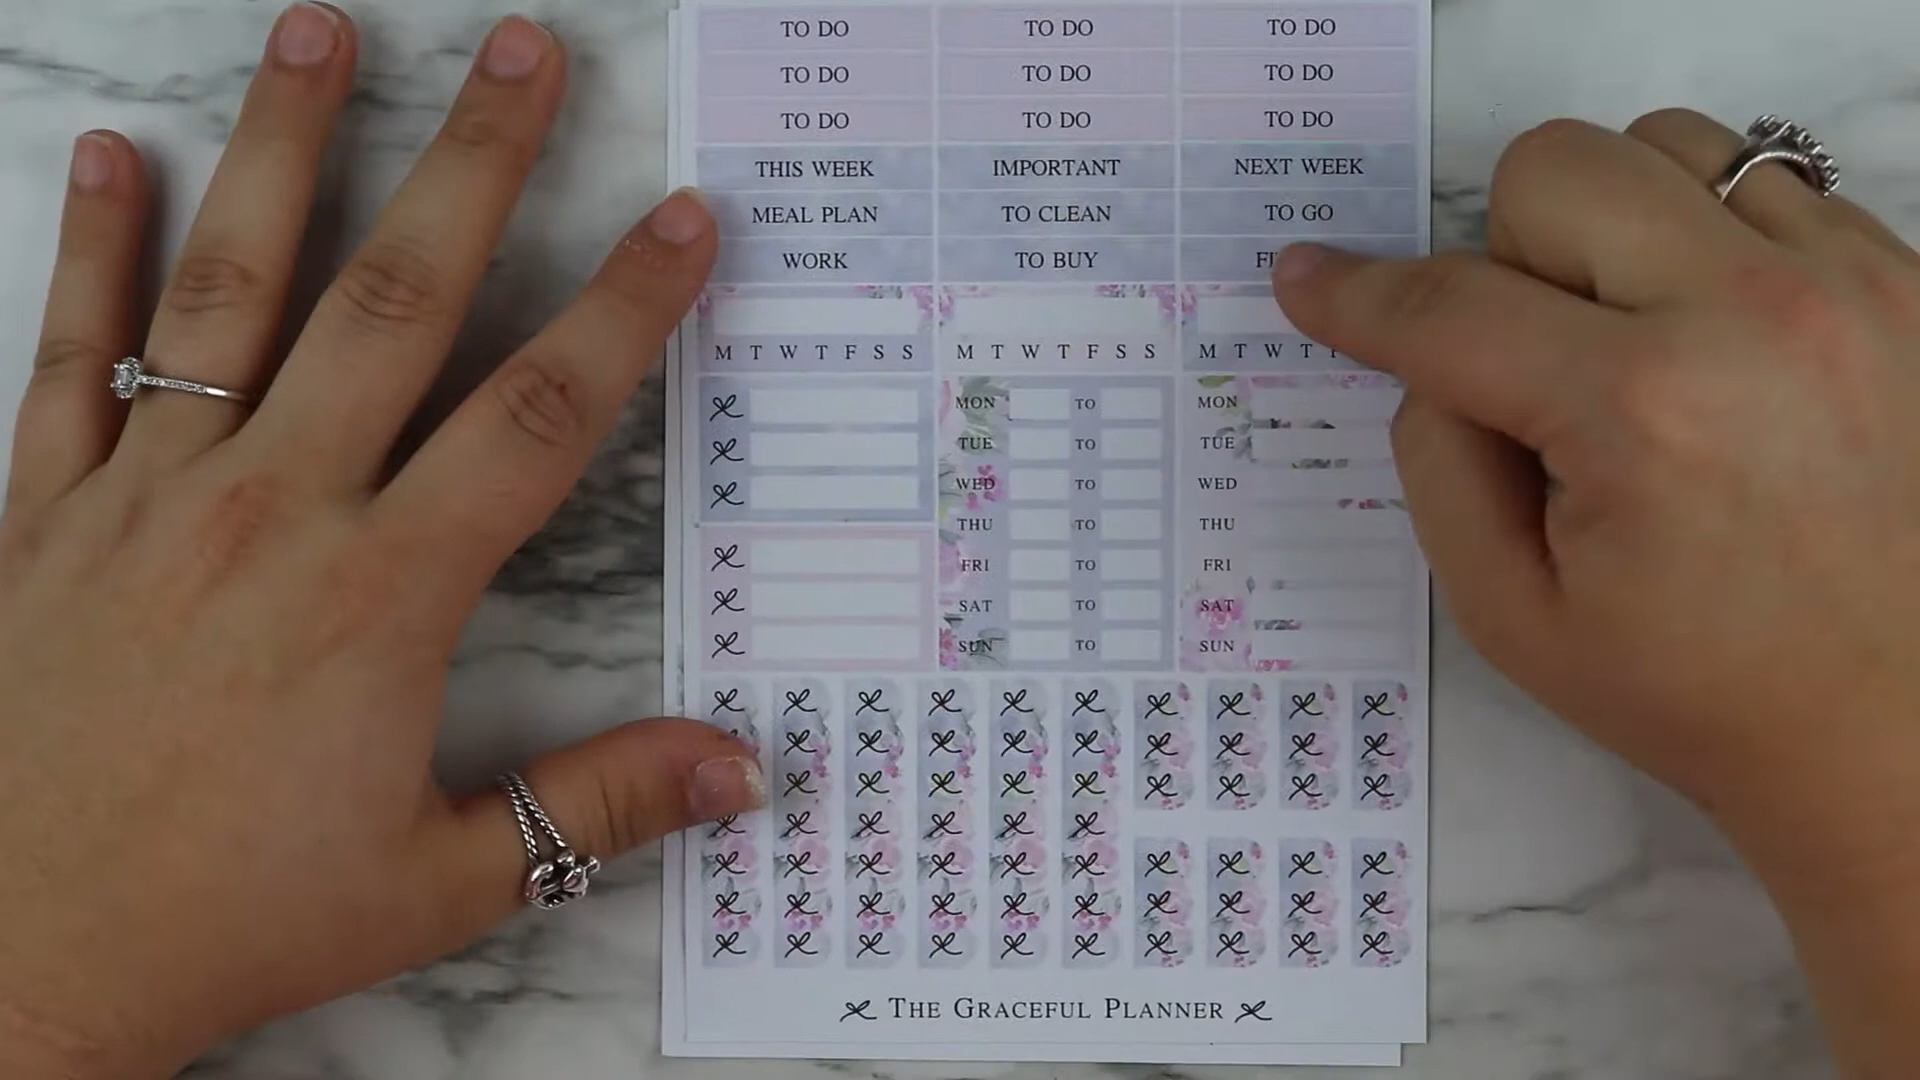 TO DO TO DO TO DO
TO DO TO DO TO DO
TO DO TO DO TO DO
THIS WEEK IMPORTANT NEXT WEEK
MEAL PLAN TO CLEAN TO GO
WORK TO BUY
M T W T F S S M T W T F S S M T W T
MON TO MON
TUE TO TUE
WED TO WED
THU TO THU
FRI TO FRI
SAT TO SAT
SUN TO SUN
THE GRACEFUL PLANNER